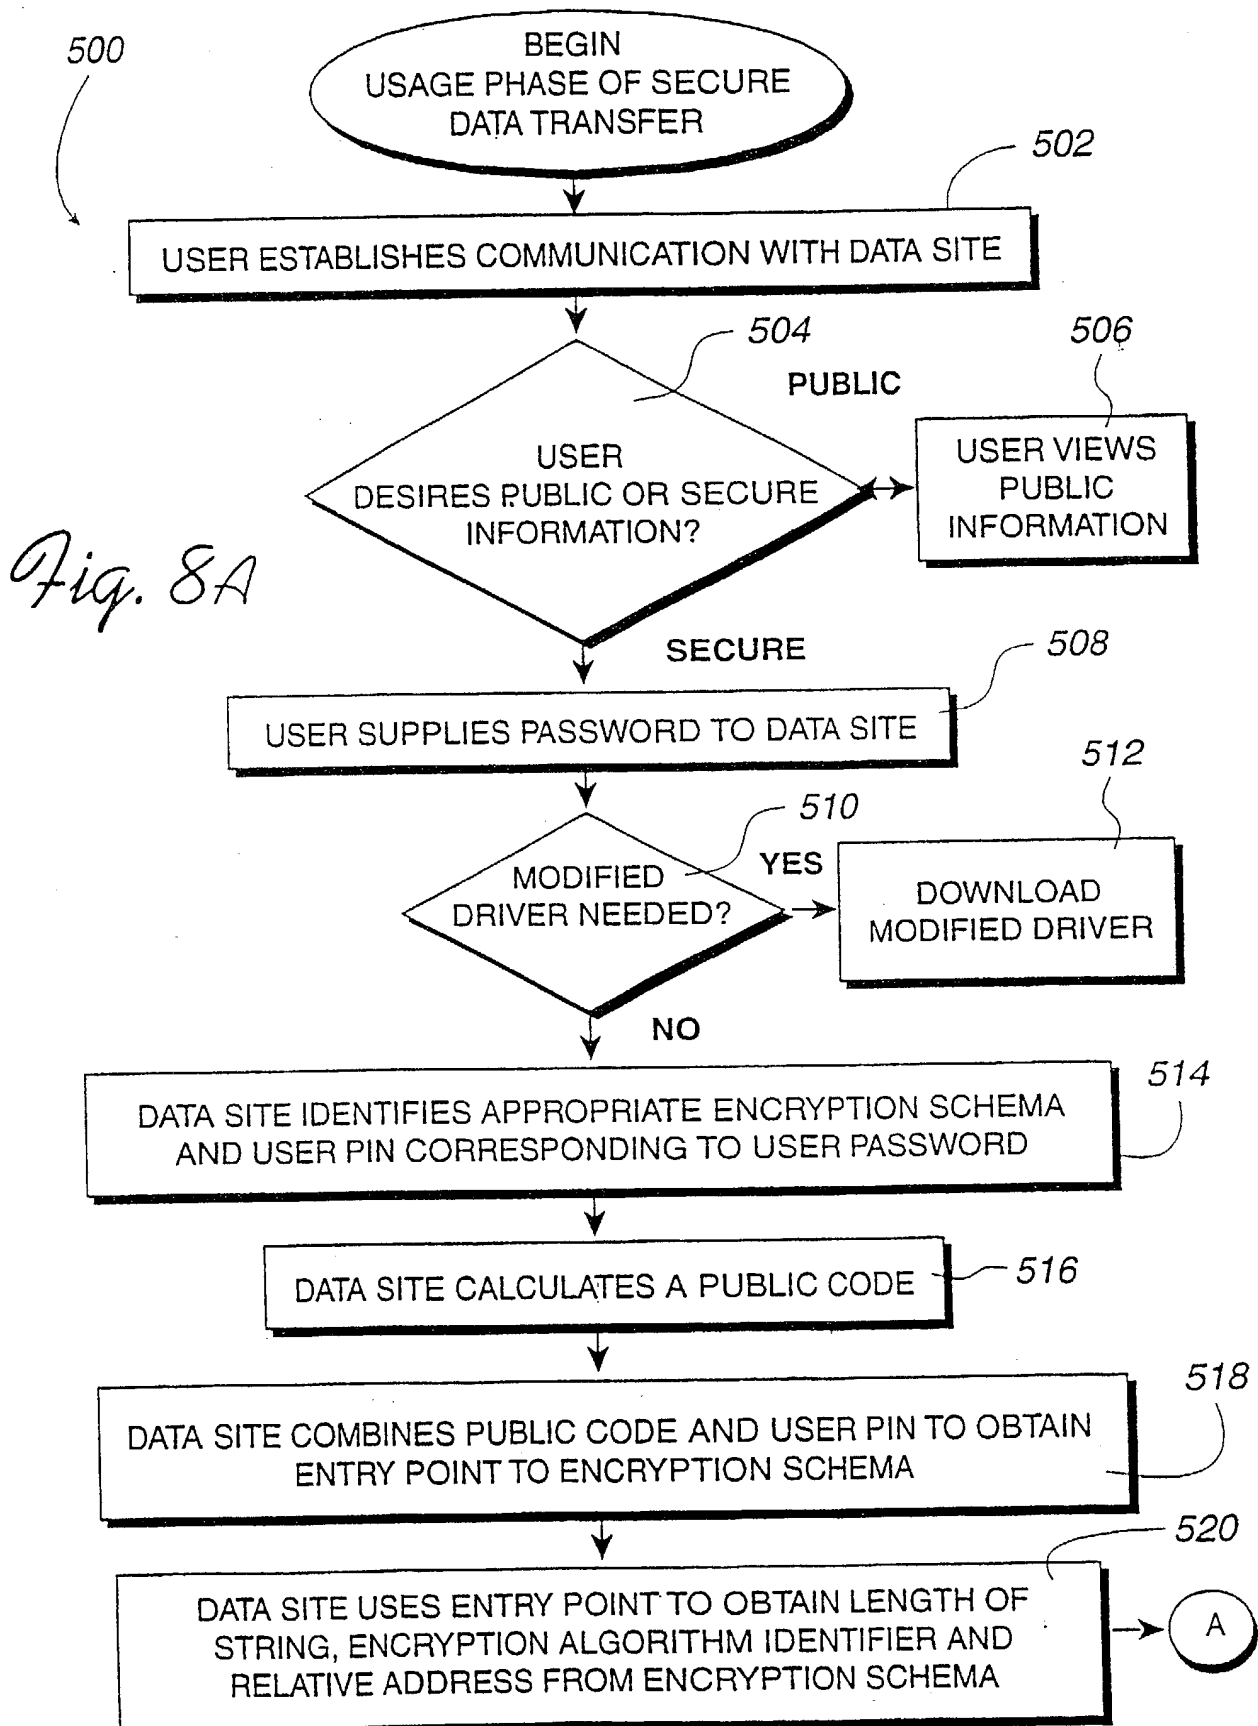 500
BEGIN
USAGE PHASE OF SECURE
DATA TRANSFER
502
USER ESTABLISHES COMMUNICATION WITH DATA SITE
504
506
PUBLIC
USER VIEWS
PUBLIC
INFORMATION
USER
DESIRES PUBLIC OR SECURE
INFORMATION?
Fig. 8A
SECURE
508
USER SUPPLIES PASSWORD TO DATA SITE
512
510
YES
MODIFIED
DRIVER NEEDED?
DOWNLOAD
MODIFIED DRIVER
NO
514
DATA SITE IDENTIFIES APPROPRIATE ENCRYPTION SCHEMA
AND USER PIN CORRESPONDING TO USER PASSWORD
DATA SITE CALCULATES A PUBLIC CODE
516
518
DATA SITE COMBINES PUBLIC CODE AND USER PIN TO OBTAIN
ENTRY POINT TO ENCRYPTION SCHEMA
520
DATA SITE USES ENTRY POINT TO OBTAIN LENGTH OF
STRING, ENCRYPTION ALGORITHM IDENTIFIER AND
RELATIVE ADDRESS FROM ENCRYPTION SCHEMA
A